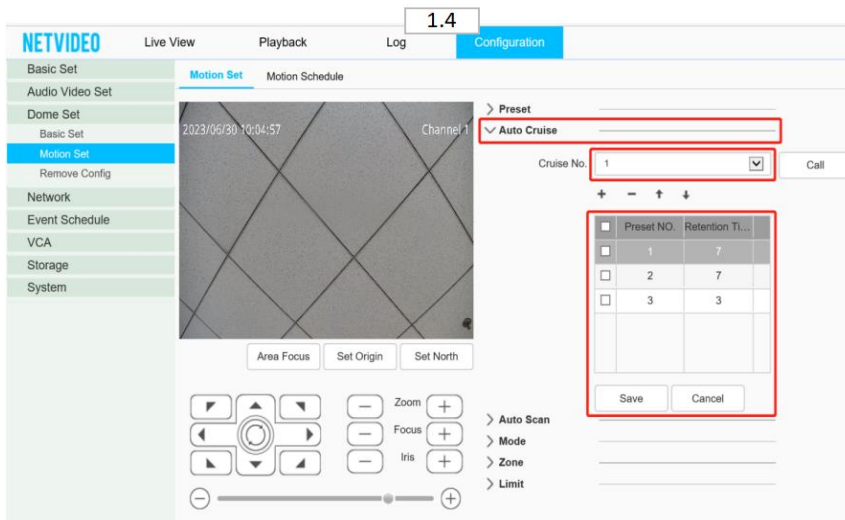 1.4
NETVIDEO Live View Playback Log Configuration
Basic Set
Audio Video Set
Dome Set
Basic Set
Motion Set
Remove Config
Network
Event Schedule
VCA
Storage
System
Motion Set Motion Schedule
2023/06/30 10:04:57 Channel 1
Area Focus Set Origin Set North
Zoom
Focus
Iris
Preset
Auto Cruise
Cruise No. 1 Call
Preset NO. Retention Ti...
1 7
2 7
3 3
Save Cancel
Auto Scan
Mode
Zone
Limit